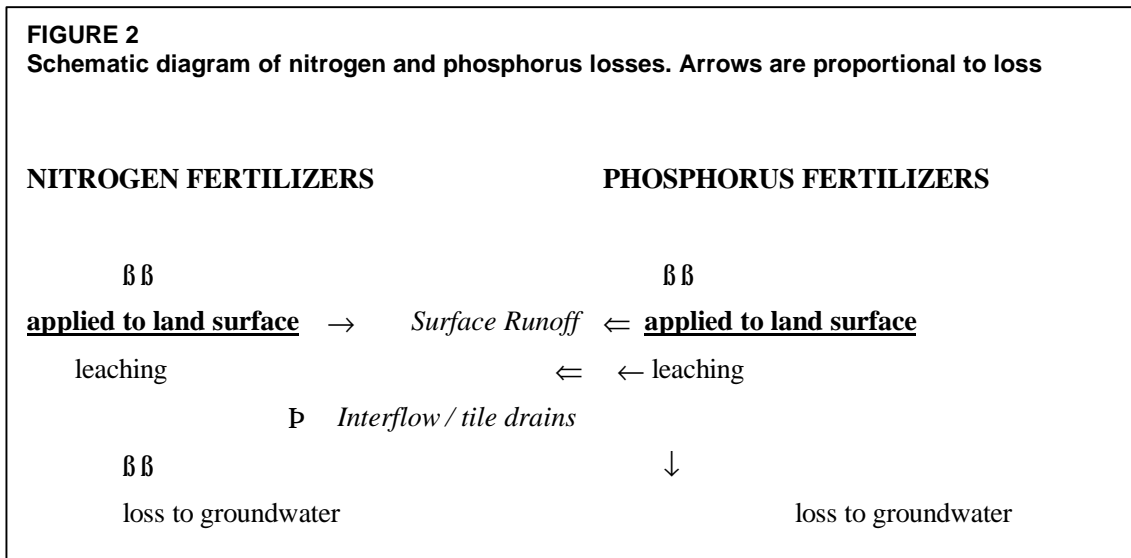 FIGURE 2
Schematic diagram of nitrogen and phosphorus losses. Arrows are proportional to loss
NITROGEN FERTILIZERS PHOSPHORUS FERTILIZERS
ß ß ß ß
applied to land surface → Surface Runoff ⇐ applied to land surface
leaching ⇐ ← leaching
Þ Interflow / tile drains
ß ß ↓
loss to groundwater loss to groundwater